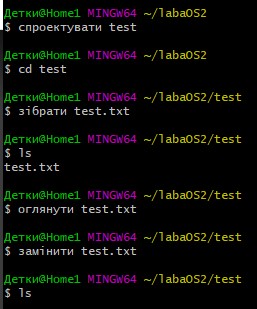 Детки@Home1 MINGW64 ~/labaOS2
$ спроектувати test
Детки@Home1 MINGW64 ~/labaOS2
$ cd test
Детки@Home1 MINGW64 ~/labaOS2/test
$ зібрати test.txt
Детки@Home1 MINGW64 ~/labaOS2/test
$ ls
test.txt
Детки@Home1 MINGW64 ~/labaOS2/test
$ оглянути test.txt
Детки@Home1 MINGW64 ~/labaOS2/test
$ замінити test.txt
Детки@Home1 MINGW64 ~/labaOS2/test
$ ls